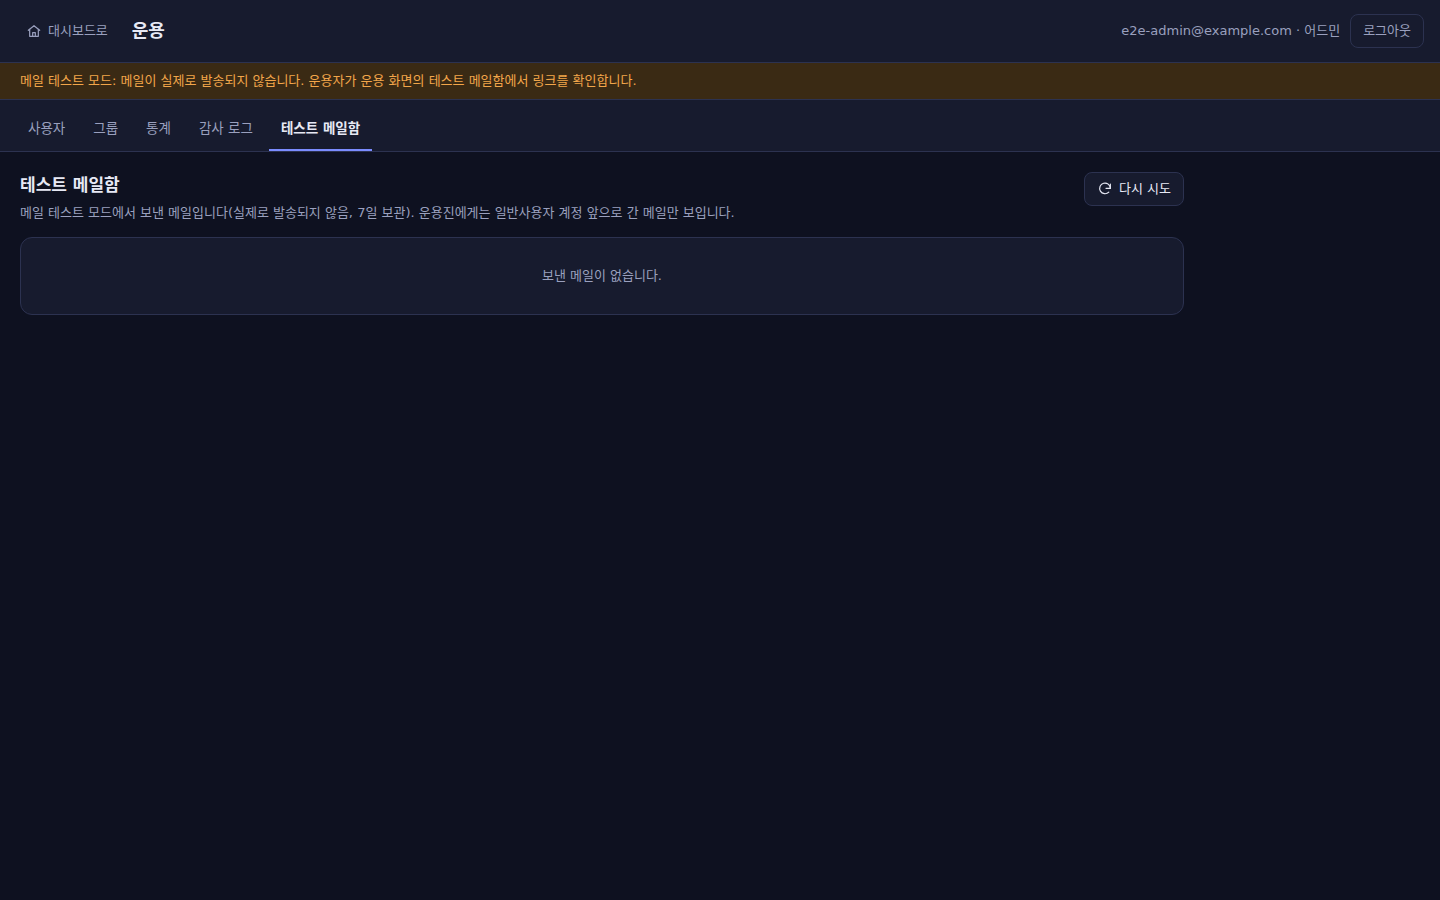 대시보드로
운용
e2e-admin@example.com · 어드민
로그아웃
메일 테스트 모드: 메일이 실제로 발송되지 않습니다. 운용자가 운용 화면의 테스트 메일함에서 링크를 확인합니다.
사용자
그룹
통계
감사 로그
테스트 메일함
테스트 메일함
다시 시도
메일 테스트 모드에서 보낸 메일입니다(실제로 발송되지 않음, 7일 보관). 운용진에게는 일반사용자 계정 앞으로 간 메일만 보입니다.
보낸 메일이 없습니다.